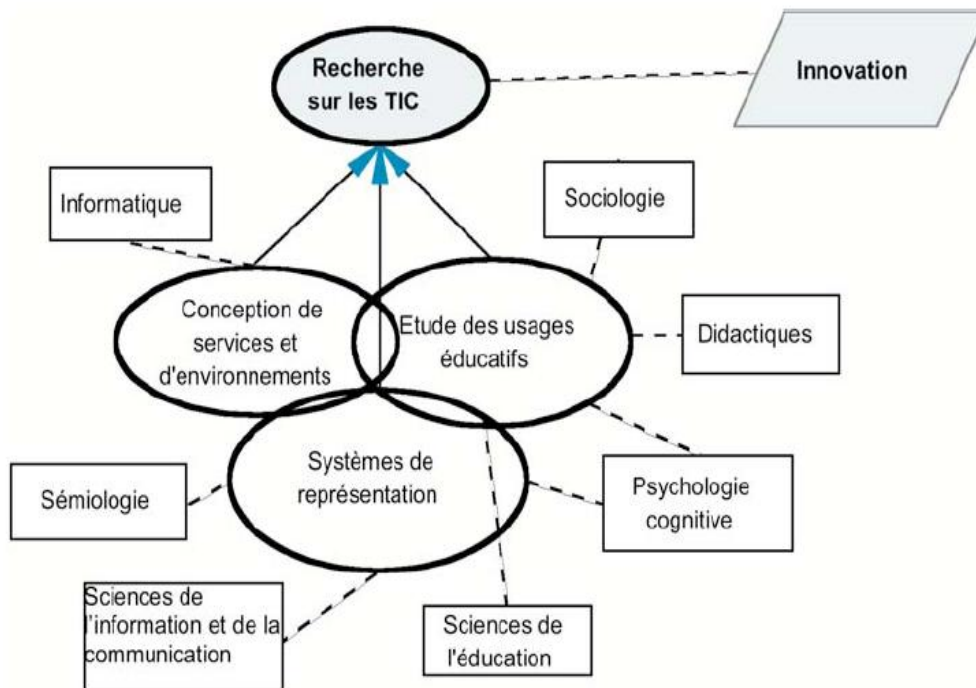 Recherche
sur les TIC
Innovation
Informatique
Sociologie
Conception de
services et
d'environnements
Etude des usages
éducatifs
Didactiques
Systèmes de
représentation
Sémiologie
Psychologie
cognitive
Sciences de
l'information et de la
communication
Sciences de
l'éducation